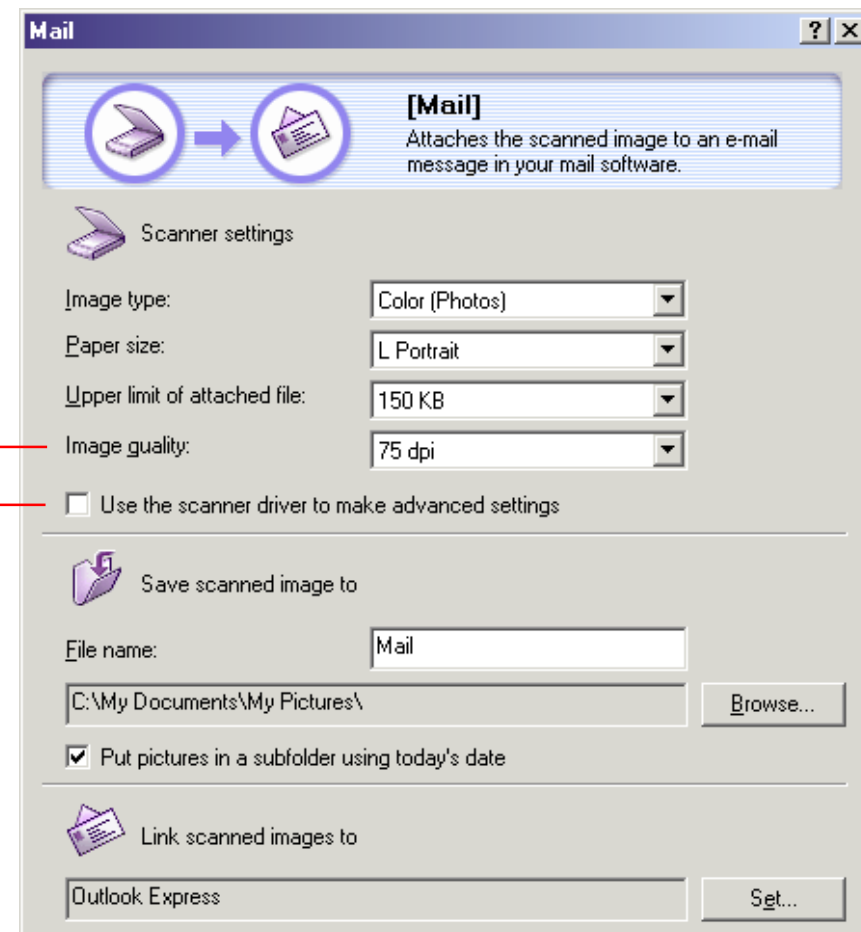 Mail
[Mail]
Attaches the scanned image to an e-mail
message in your mail software.
Scanner settings
Image type: Color (Photos)
Paper size: L Portrait
Upper limit of attached file: 150 KB
Image guality: 75 dpi
Use the scanner driver to make advanced settings
Save scanned image to
File name: Mail
C:\My Documents\My Pictures\ Browse...
Put pictures in a subfolder using today's date
Link scanned images to
Outlook Express Set...